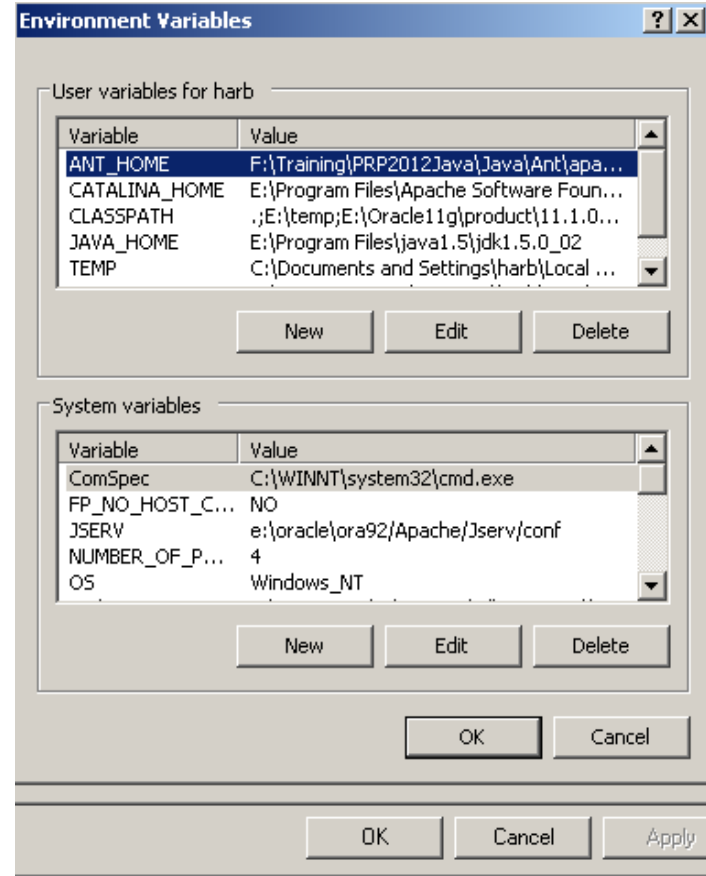 Environment Variables
User variables for harb
Variable Value
ANT_HOME F:\Training\PRP2012Java\Java\Ant\apa...
CATALINA_HOME E:\Program Files\Apache Software Foun...
CLASSPATH .;E:\temp;E:\Oracle11g\product\11.1.0...
JAVA_HOME E:\Program Files\java1.5\jdk1.5.0_02
TEMP C:\Documents and Settings\harb\Local ...
New Edit Delete
System variables
Variable Value
ComSpec C:\WINNT\system32\cmd.exe
FP_NO_HOST_C... NO
JSERV e:\oracle\ora92/Apache/Jserv/conf
NUMBER_OF_P... 4
OS Windows_NT
New Edit Delete
OK Cancel
OK Cancel Apply